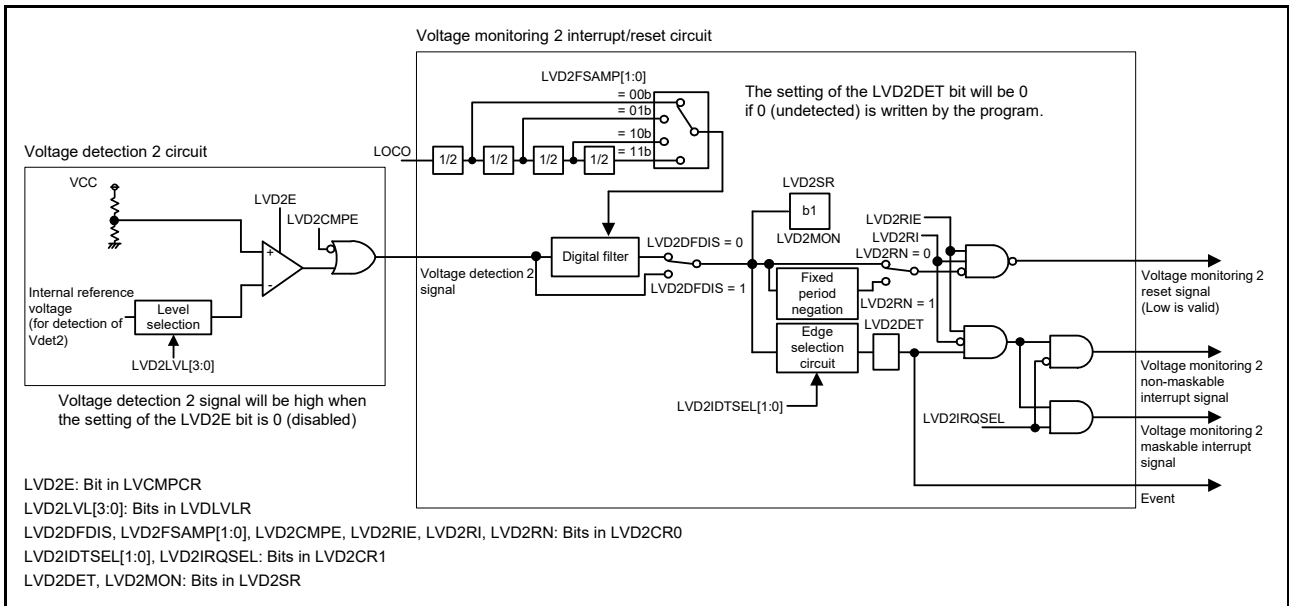 Voltage monitoring 2 interrupt/reset circuit
LVD2FSAMP[1:0]
= 00b
= 01b
= 10b
= 11b
The setting of the LVD2DET bit will be 0
if 0 (undetected) is written by the program.
LOCO
1/2
1/2
1/2
1/2
Voltage detection 2 circuit
VCC
LVD2E
LVD2CMPE
+
-
Internal reference
voltage
(for detection of
Vdet2)
Level
selection
LVD2LVL[3:0]
Voltage detection 2 signal will be high when
the setting of the LVD2E bit is 0 (disabled)
Voltage detection 2
signal
Digital filter
LVD2DFDIS = 0
LVD2DFDIS = 1
LVD2SR
b1
LVD2MON
LVD2RIE
LVD2RI
LVD2RN = 0
Fixed
period
negation
LVD2RN = 1
Edge
selection
circuit
LVD2DET
LVD2IDTSEL[1:0]
LVD2IRQSEL
Voltage monitoring 2
reset signal
(Low is valid)
Voltage monitoring 2
non-maskable
interrupt signal
Voltage monitoring 2
maskable interrupt
signal
Event
LVD2E: Bit in LVCMPCR
LVD2LVL[3:0]: Bits in LVDLVLR
LVD2DFDIS, LVD2FSAMP[1:0], LVD2CMPE, LVD2RIE, LVD2RI, LVD2RN: Bits in LVD2CR0
LVD2IDTSEL[1:0], LVD2IRQSEL: Bits in LVD2CR1
LVD2DET, LVD2MON: Bits in LVD2SR